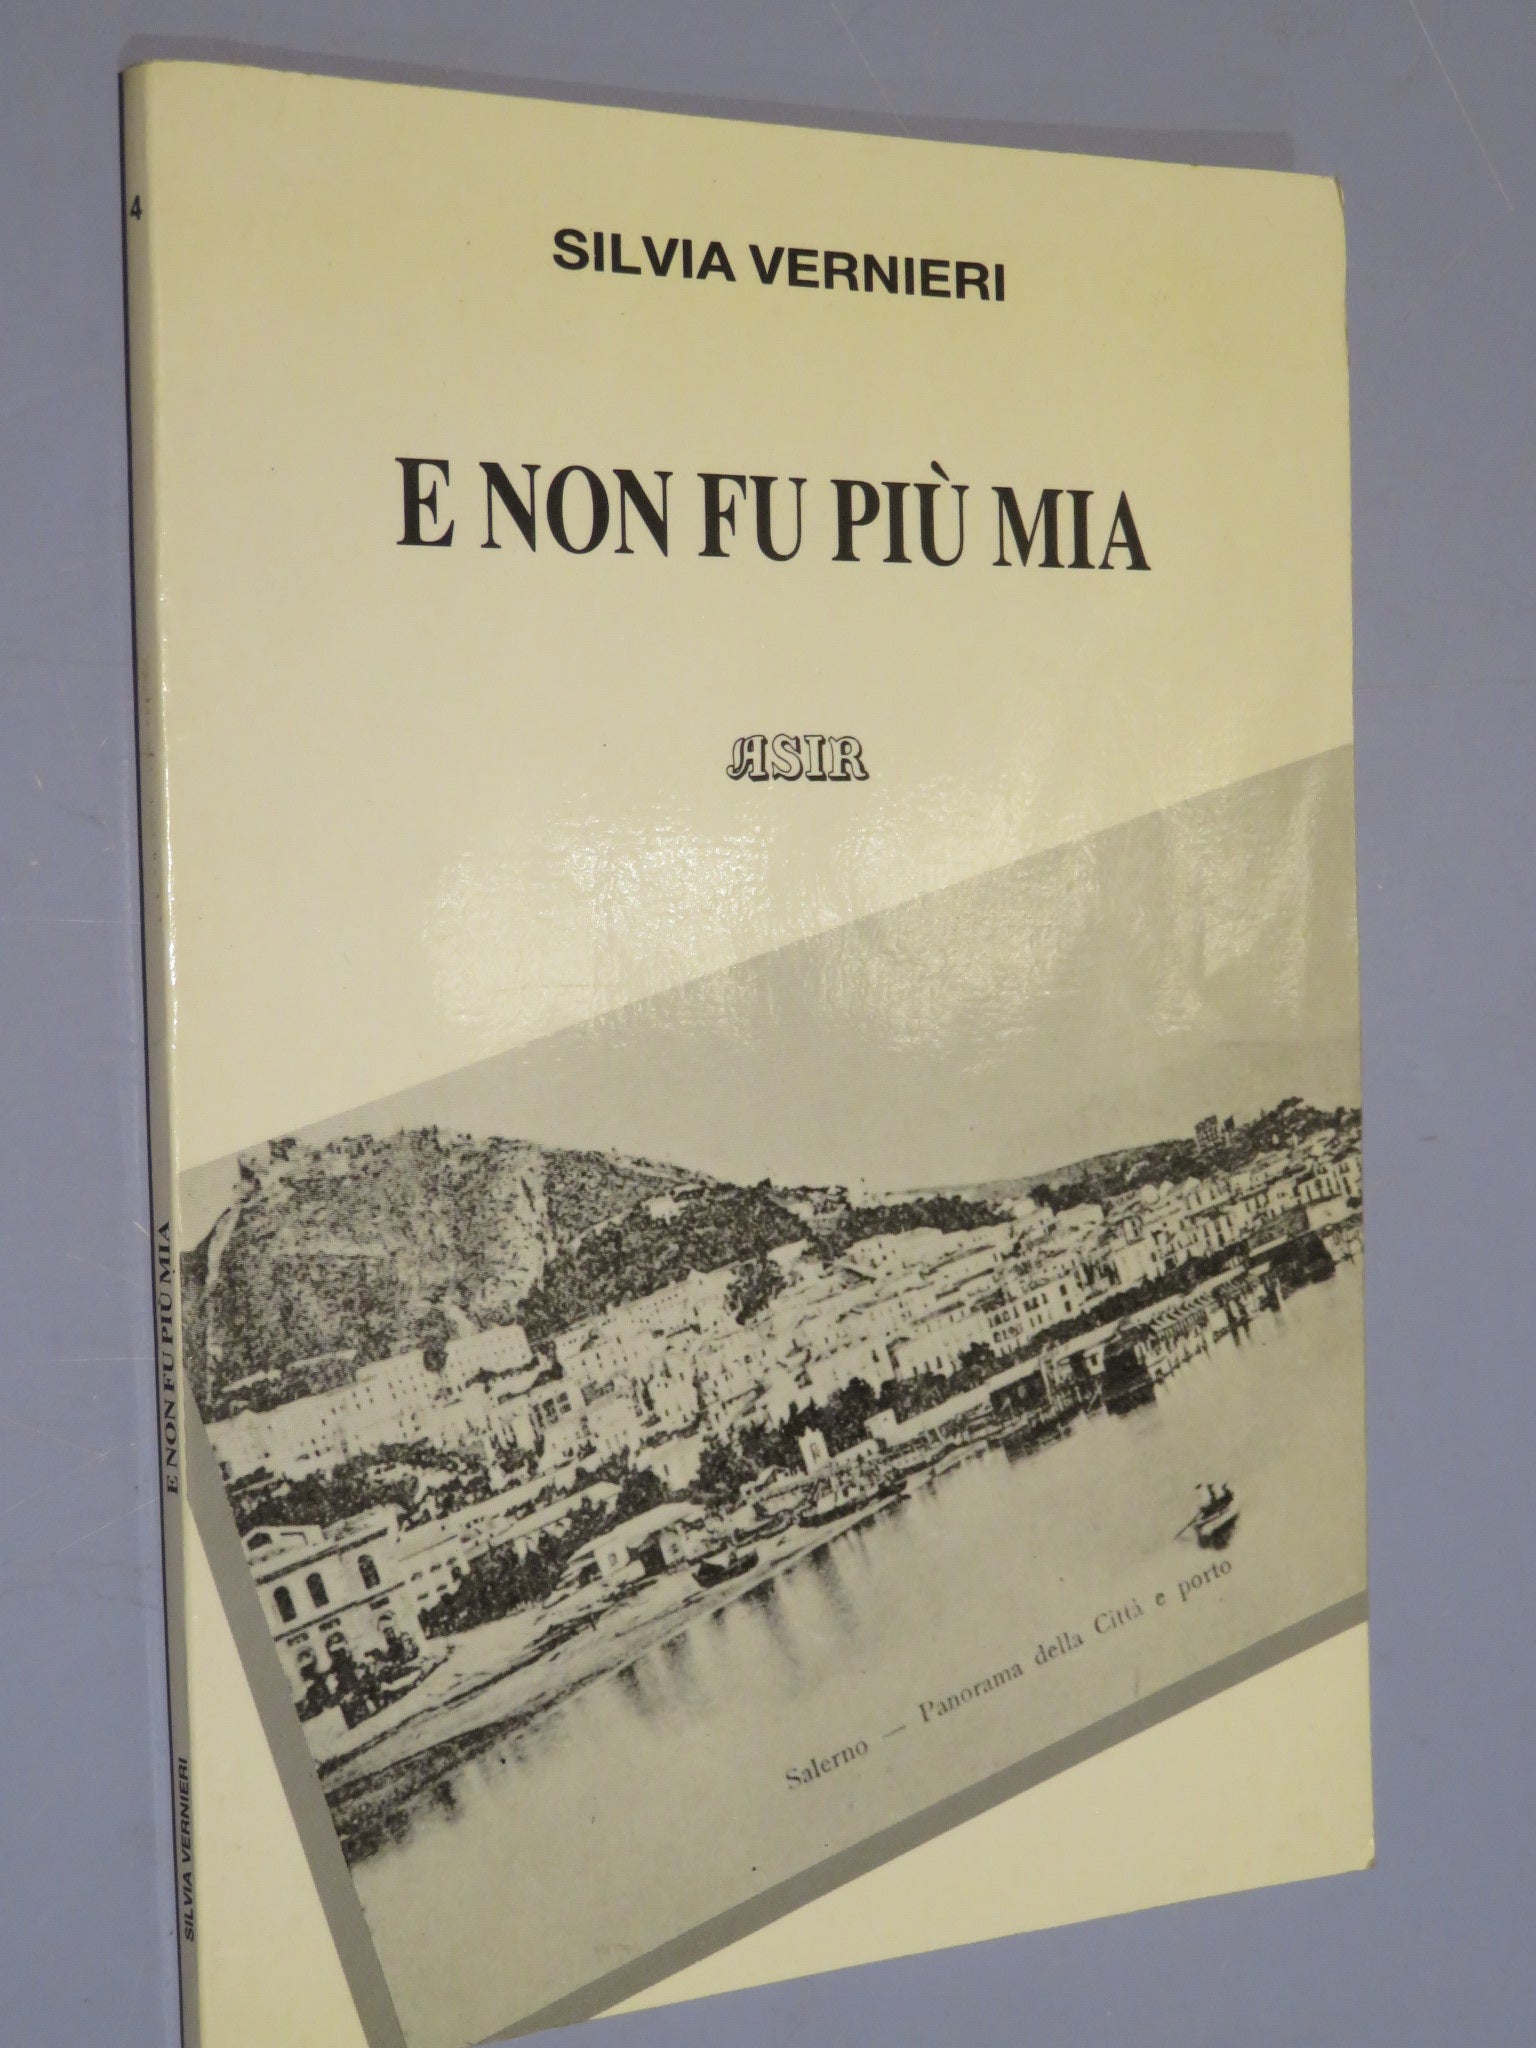 SILVIA VERNIERI
E NON FU PIÙ MIA
ASIR
Salerno — Panorama della Città e porto
4
E NON FU PIÙ MIA
SILVIA VERNIERI